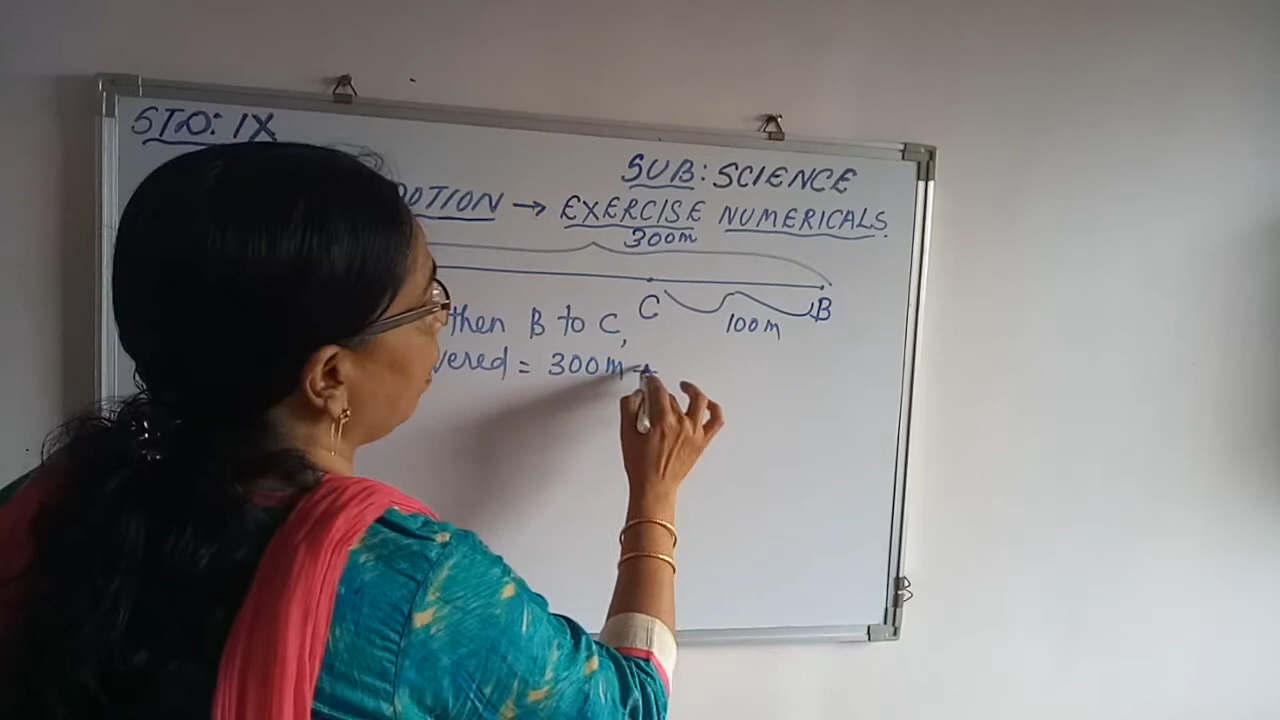 STD: IX
SUB: SCIENCE
OTION → EXERCISE NUMERICALS
300m
C
B
100m
then B to C,
vered = 300m +